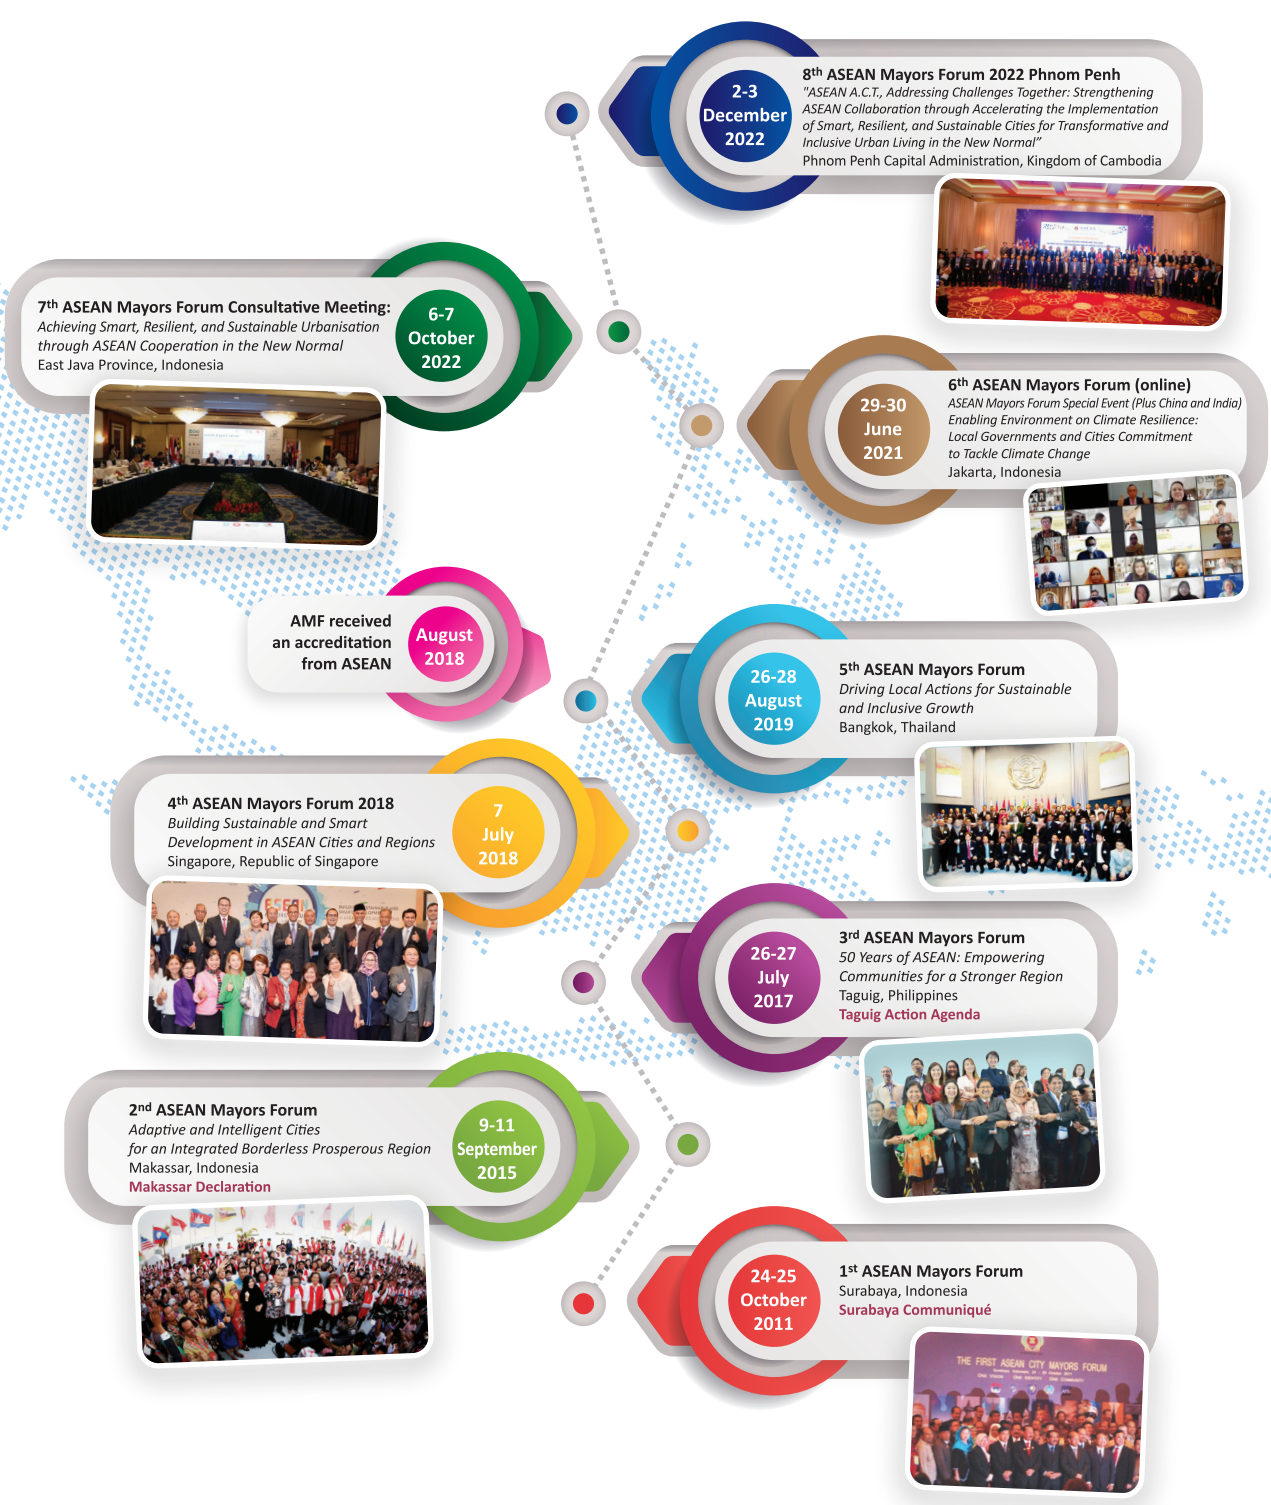 2-3
December
2022
8th ASEAN Mayors Forum 2022 Phnom Penh
"ASEAN A.C.T., Addressing Challenges Together: Strengthening
ASEAN Collaboration through Accelerating the Implementation
of Smart, Resilient, and Sustainable Cities for Transformative and
Inclusive Urban Living in the New Normal”
Phnom Penh Capital Administration, Kingdom of Cambodia
7th ASEAN Mayors Forum Consultative Meeting:
Achieving Smart, Resilient, and Sustainable Urbanisation
through ASEAN Cooperation in the New Normal
East Java Province, Indonesia
6-7
October
2022
29-30
June
2021
6th ASEAN Mayors Forum (online)
ASEAN Mayors Forum Special Event (Plus China and India)
Enabling Environment on Climate Resilience:
Local Governments and Cities Commitment
to Tackle Climate Change
Jakarta, Indonesia
AMF received
an accreditation
from ASEAN
August
2018
26-28
August
2019
5th ASEAN Mayors Forum
Driving Local Actions for Sustainable
and Inclusive Growth
Bangkok, Thailand
4th ASEAN Mayors Forum 2018
Building Sustainable and Smart
Development in ASEAN Cities and Regions
Singapore, Republic of Singapore
7
July
2018
ASEAN
26-27
July
2017
3rd ASEAN Mayors Forum
50 Years of ASEAN: Empowering
Communities for a Stronger Region
Taguig, Philippines
Taguig Action Agenda
2nd ASEAN Mayors Forum
Adaptive and Intelligent Cities
for an Integrated Borderless Prosperous Region
Makassar, Indonesia
Makassar Declaration
9-11
September
2015
24-25
October
2011
1st ASEAN Mayors Forum
Surabaya, Indonesia
Surabaya Communiqué
THE FIRST ASEAN CITY MAYORS FORUM
ONE VISION ONE IDENTITY ONE COMMUNITY